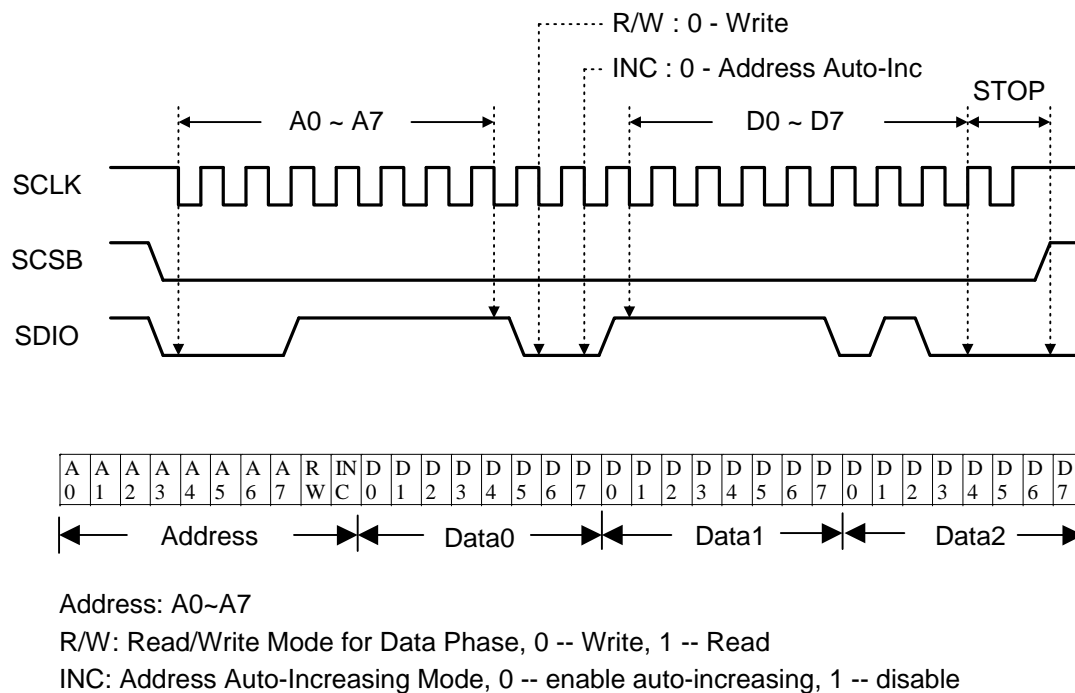 R/W : 0 - Write
INC : 0 - Address Auto-Inc
STOP
A0 ~ A7
D0 ~ D7
SCLK
SCSB
SDIO
A0 A1 A2 A3 A4 A5 A6 A7 RW INC D0 D1 D2 D3 D4 D5 D6 D7 D0 D1 D2 D3 D4 D5 D6 D7 D0 D1 D2 D3 D4 D5 D6 D7
Address Data0 Data1 Data2
Address: A0~A7
R/W: Read/Write Mode for Data Phase, 0 -- Write, 1 -- Read
INC: Address Auto-Increasing Mode, 0 -- enable auto-increasing, 1 -- disable